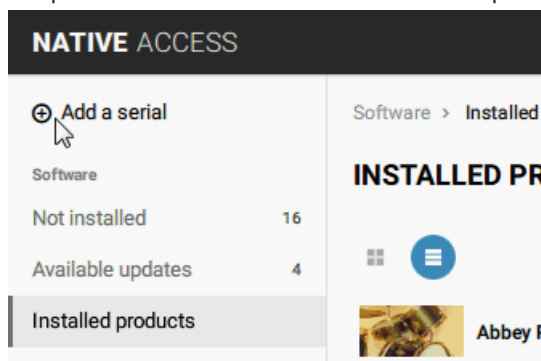 NATIVE ACCESS
Add a serial
Software
Not installed 16
Available updates 4
Installed products
Software > Installed
INSTALLED PR
Abbey